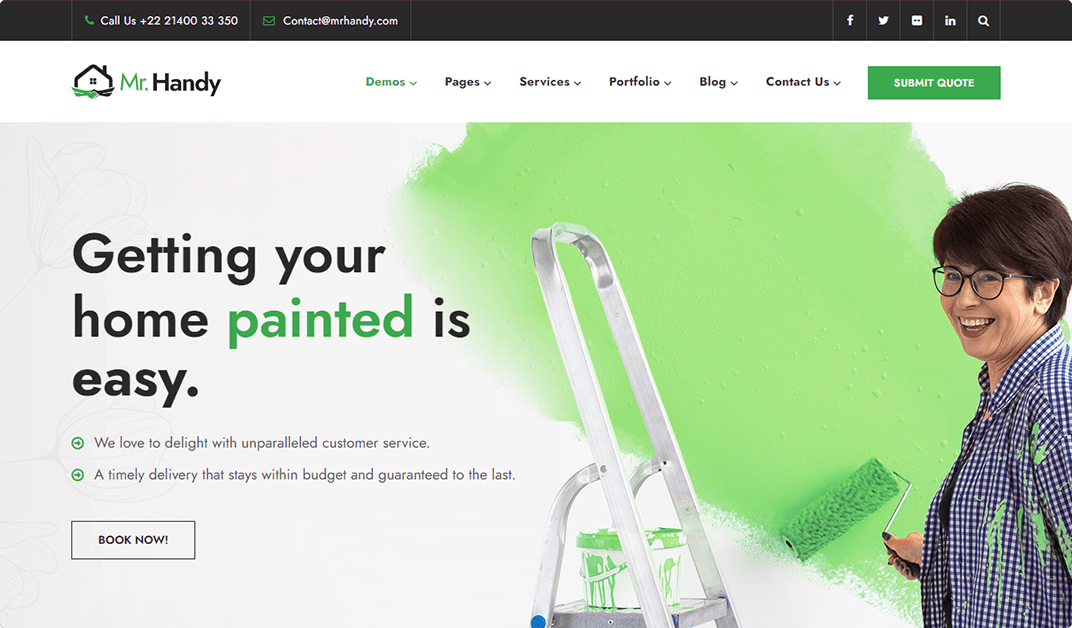 Call Us +22 21400 33 350
Contact@mrhandy.com
Mr. Handy
Demos
Pages
Services
Portfolio
Blog
Contact Us
SUBMIT QUOTE
Getting your
home painted is
easy.
We love to delight with unparalleled customer service.
A timely delivery that stays within budget and guaranteed to the last.
BOOK NOW!